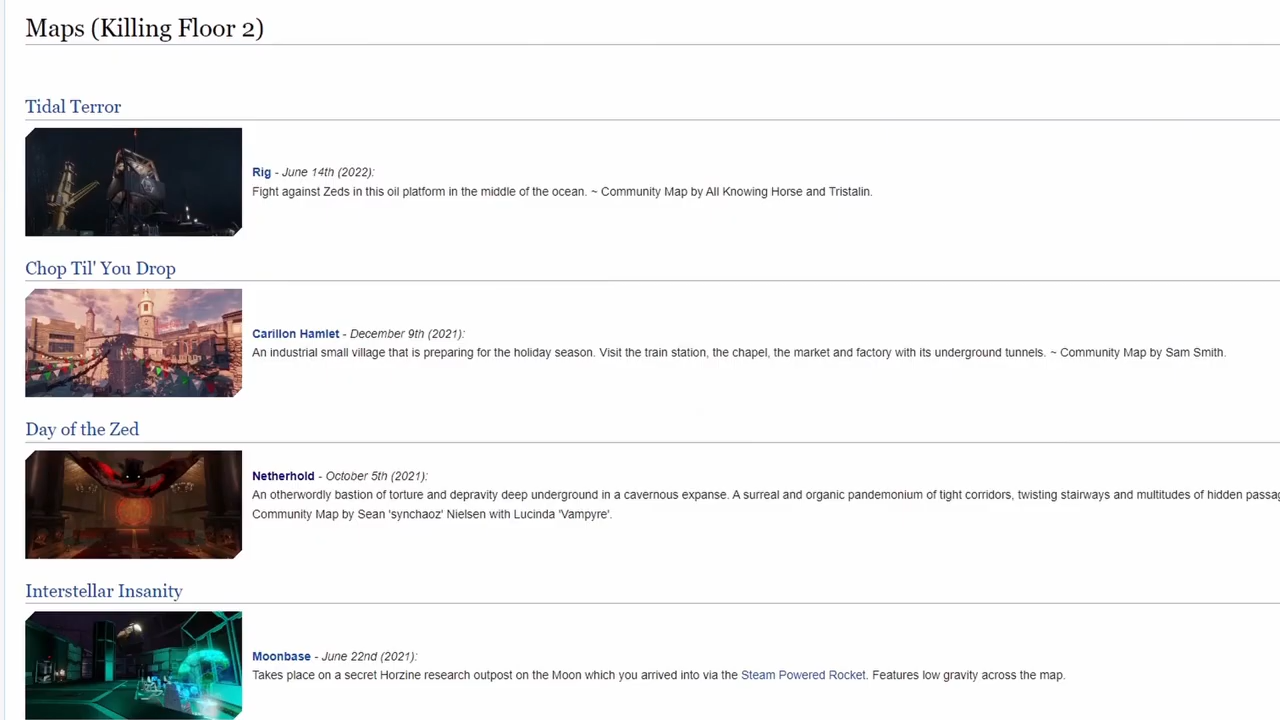 Maps (Killing Floor 2)
Tidal Terror
Rig - June 14th (2022):
Fight against Zeds in this oil platform in the middle of the ocean. ~ Community Map by All Knowing Horse and Tristalin.
Chop Til' You Drop
Carillon Hamlet - December 9th (2021):
An industrial small village that is preparing for the holiday season. Visit the train station, the chapel, the market and factory with its underground tunnels. ~ Community Map by Sam Smith.
Day of the Zed
Netherhold - October 5th (2021):
An otherwordly bastion of torture and depravity deep underground in a cavernous expanse. A surreal and organic pandemonium of tight corridors, twisting stairways and multitudes of hidden passag
Community Map by Sean 'synchaoz' Nielsen with Lucinda 'Vampyre'.
Interstellar Insanity
Moonbase - June 22nd (2021):
Takes place on a secret Horzine research outpost on the Moon which you arrived into via the Steam Powered Rocket. Features low gravity across the map.